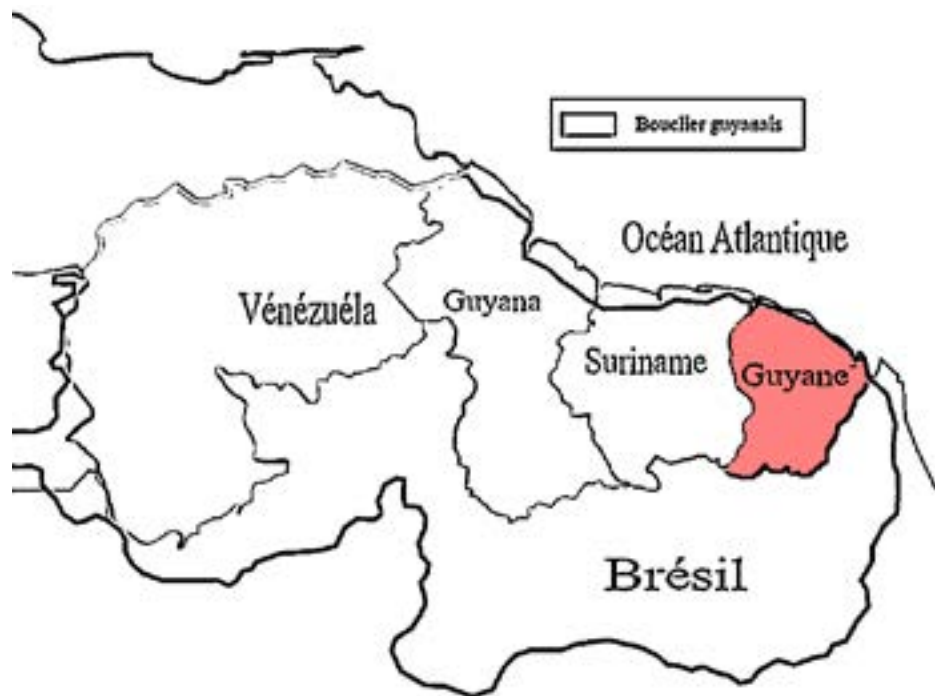 Bouclier guyanais
Océan Atlantique
Vénézuéla
Guyana
Suriname
Guyane
Brésil